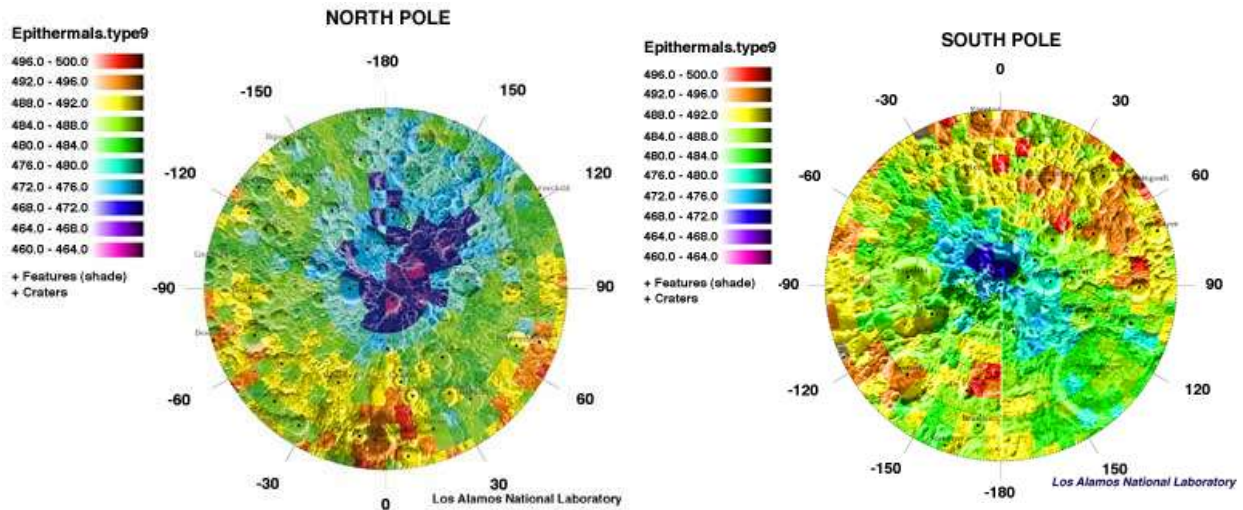 NORTH POLE
Epithermals.type9
496.0 - 500.0
492.0 - 496.0
488.0 - 492.0
484.0 - 488.0
480.0 - 484.0
476.0 - 480.0
472.0 - 476.0
468.0 - 472.0
464.0 - 468.0
460.0 - 464.0
+ Features (shade)
+ Craters
-180
150
120
90
60
30
0
-30
-60
-90
-120
-150
Los Alamos National Laboratory
SOUTH POLE
Epithermals.type9
496.0 - 500.0
492.0 - 496.0
488.0 - 492.0
484.0 - 488.0
480.0 - 484.0
476.0 - 480.0
472.0 - 476.0
468.0 - 472.0
464.0 - 468.0
460.0 - 464.0
+ Features (shade)
+ Craters
0
30
60
90
120
150
-180
-150
-120
-90
-60
-30
Los Alamos National Laboratory